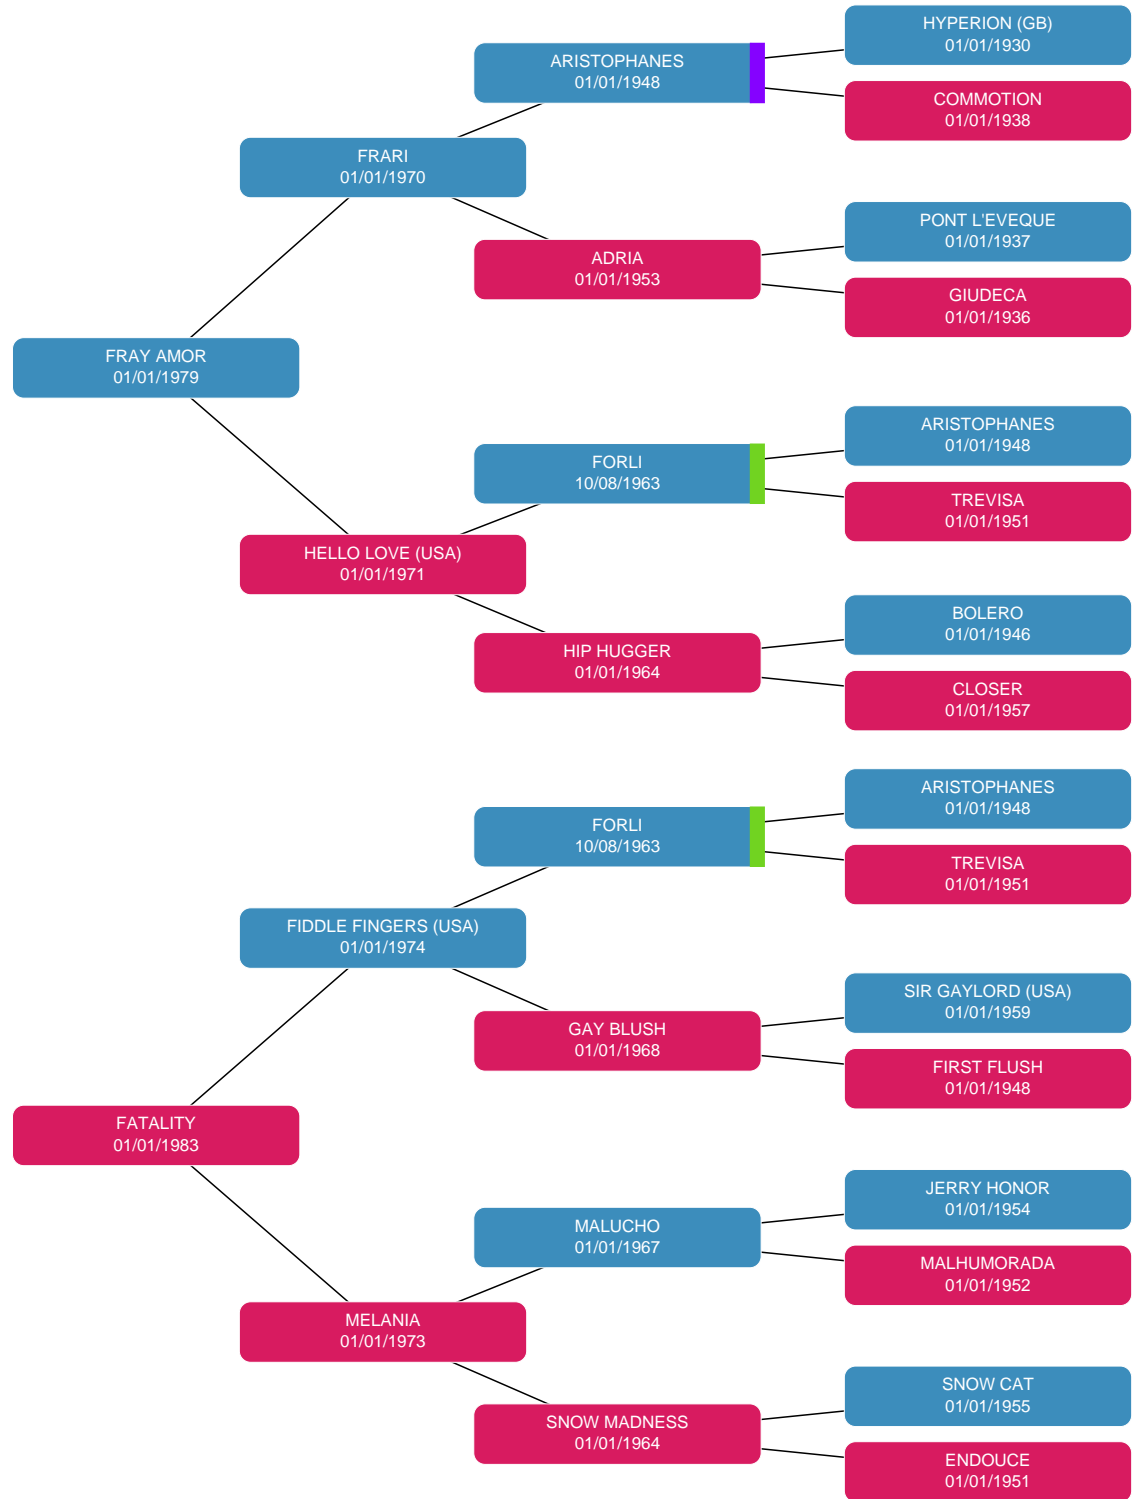 HYPERION (GB)
01/01/1930
ARISTOPHANES
01/01/1948
COMMOTION
01/01/1938
FRARI
01/01/1970
PONT L'EVEQUE
01/01/1937
ADRIA
01/01/1953
GIUDECA
01/01/1936
FRAY AMOR
01/01/1979
ARISTOPHANES
01/01/1948
FORLI
10/08/1963
TREVISA
01/01/1951
HELLO LOVE (USA)
01/01/1971
BOLERO
01/01/1946
HIP HUGGER
01/01/1964
CLOSER
01/01/1957
ARISTOPHANES
01/01/1948
FORLI
10/08/1963
TREVISA
01/01/1951
FIDDLE FINGERS (USA)
01/01/1974
SIR GAYLORD (USA)
01/01/1959
GAY BLUSH
01/01/1968
FIRST FLUSH
01/01/1948
FATALITY
01/01/1983
JERRY HONOR
01/01/1954
MALUCHO
01/01/1967
MALHUMORADA
01/01/1952
MELANIA
01/01/1973
SNOW CAT
01/01/1955
SNOW MADNESS
01/01/1964
ENDOUCE
01/01/1951